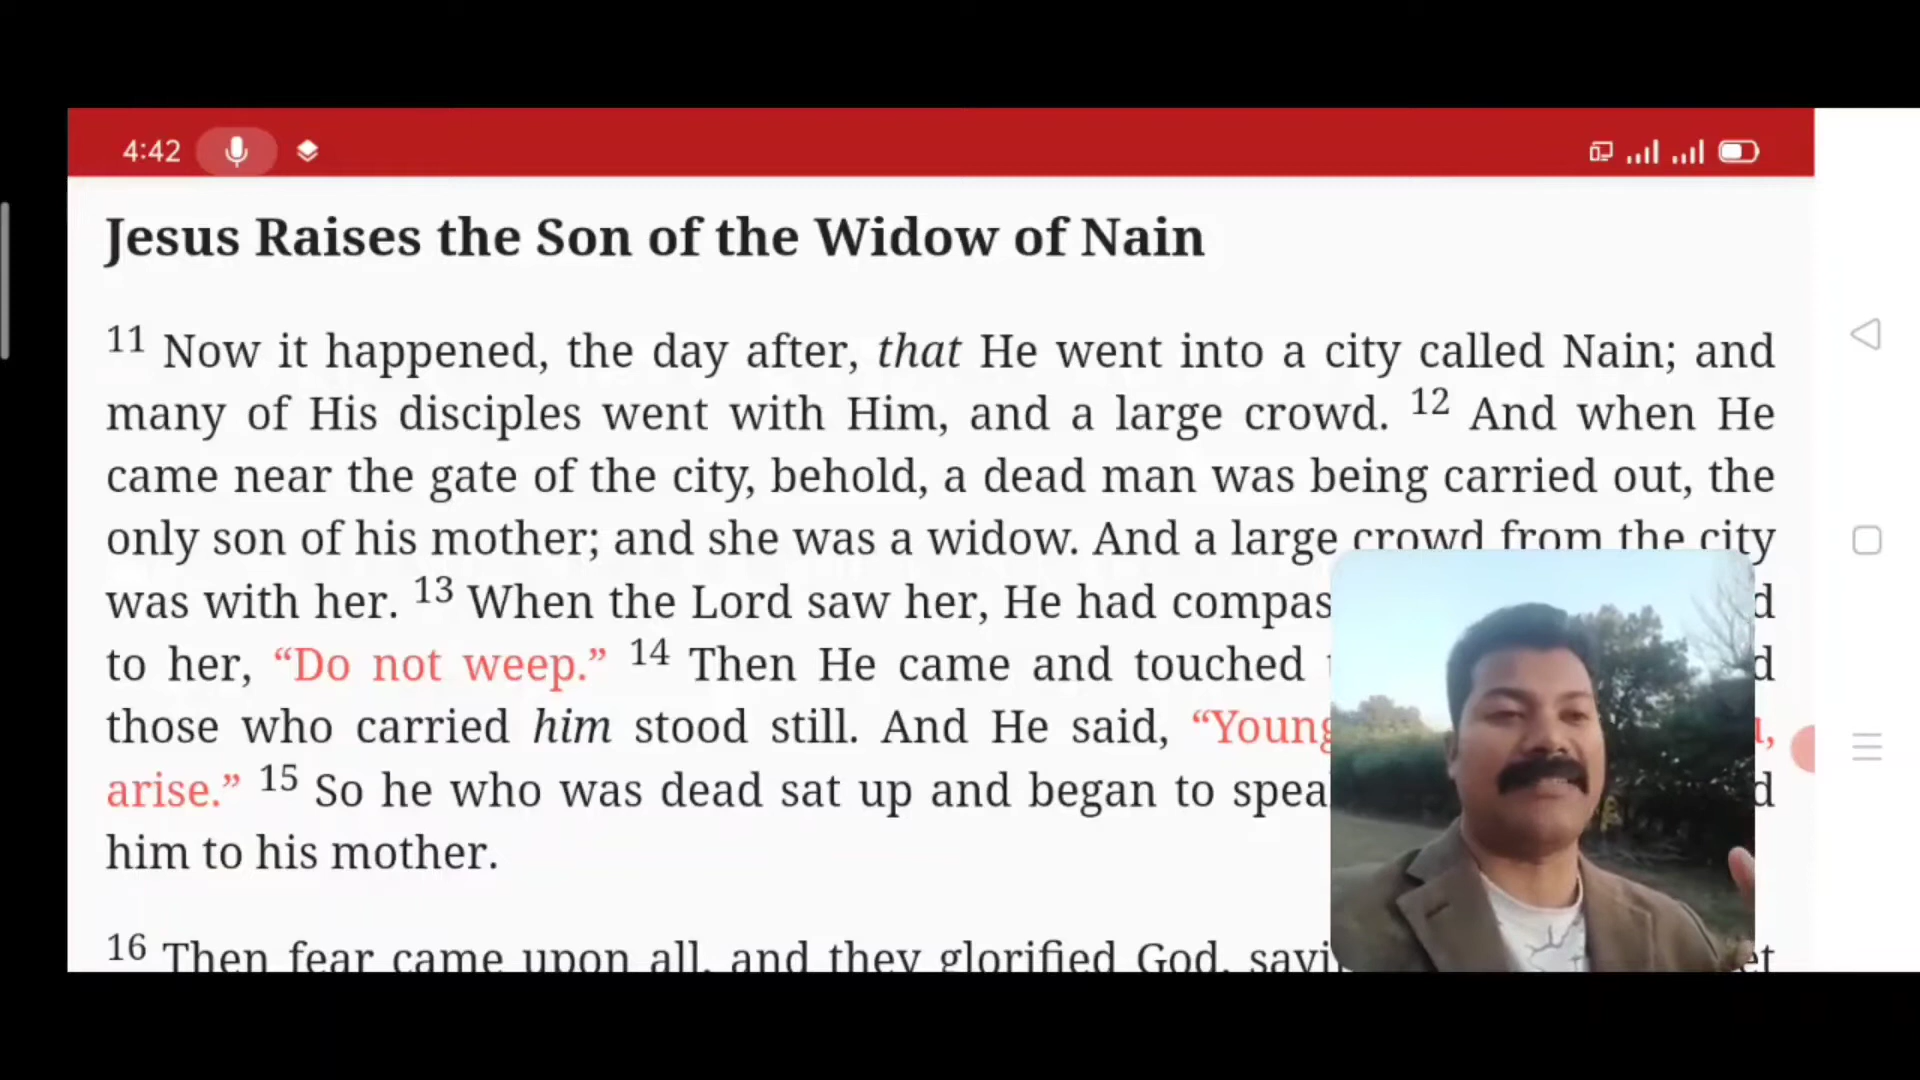 4:42
Jesus Raises the Son of the Widow of Nain
11 Now it happened, the day after, that He went into a city called Nain; and
many of His disciples went with Him, and a large crowd. 12 And when He
came near the gate of the city, behold, a dead man was being carried out, the
only son of his mother; and she was a widow. And a large crowd from the city
was with her. 13 When the Lord saw her, He had compas
to her, “Do not weep.” 14 Then He came and touched
those who carried him stood still. And He said, “Young
arise.” 15 So he who was dead sat up and began to spea
him to his mother.
16 Then fear came upon all, and they glorified God, sayi